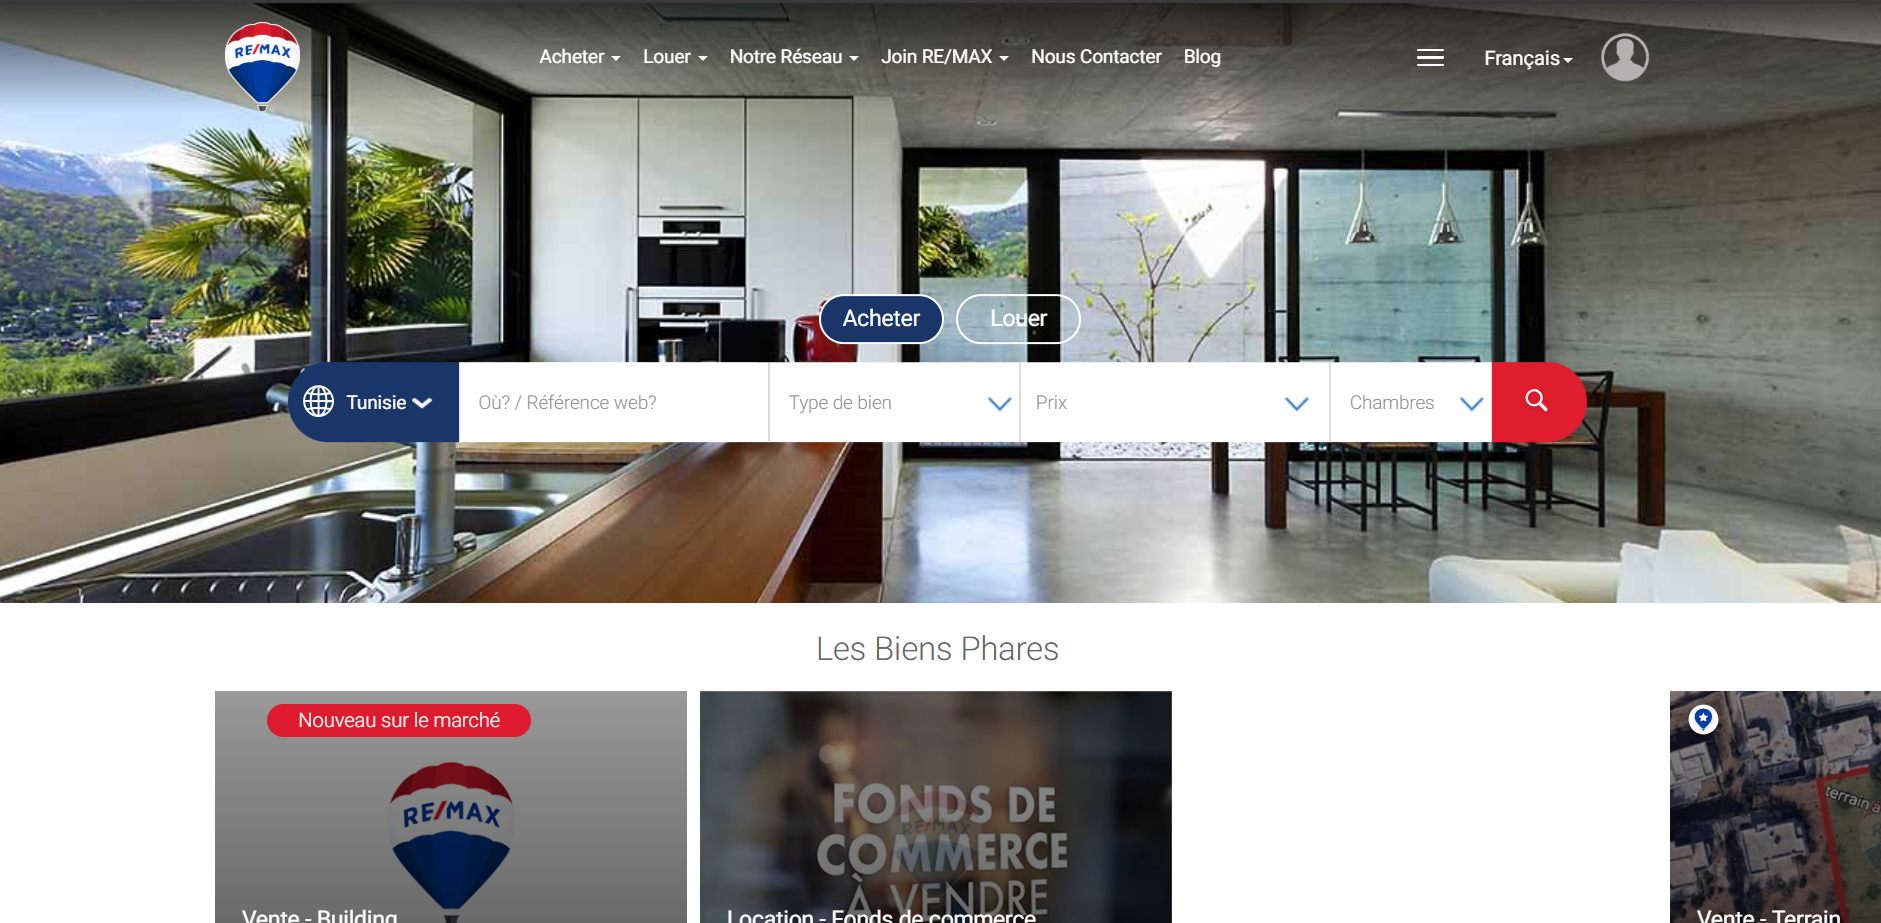 RE/MAX
Acheter Louer Notre Réseau Join RE/MAX Nous Contacter Blog
Français
Acheter Louer
Tunisie Où? / Référence web? Type de bien Prix Chambres
Les Biens Phares
Nouveau sur le marché
RE/MAX
Vente - Building
FONDS DE
COMMERCE
À VENDRE
RE/MAX
Location - Fonds de commerce
terrain à
Vente - Terrain